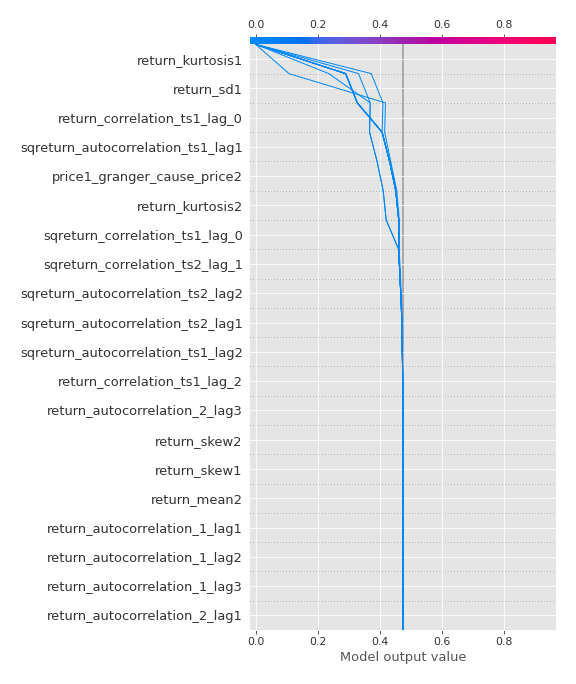 0.0 0.2 0.4 0.6 0.8
return_kurtosis1
return_sd1
return_correlation_ts1_lag_0
sqreturn_autocorrelation_ts1_lag1
price1_granger_cause_price2
return_kurtosis2
sqreturn_correlation_ts1_lag_0
sqreturn_correlation_ts2_lag_1
sqreturn_autocorrelation_ts2_lag2
sqreturn_autocorrelation_ts2_lag1
sqreturn_autocorrelation_ts1_lag2
return_correlation_ts1_lag_2
return_autocorrelation_2_lag3
return_skew2
return_skew1
return_mean2
return_autocorrelation_1_lag1
return_autocorrelation_1_lag2
return_autocorrelation_1_lag3
return_autocorrelation_2_lag1
0.0 0.2 0.4 0.6 0.8
Model output value